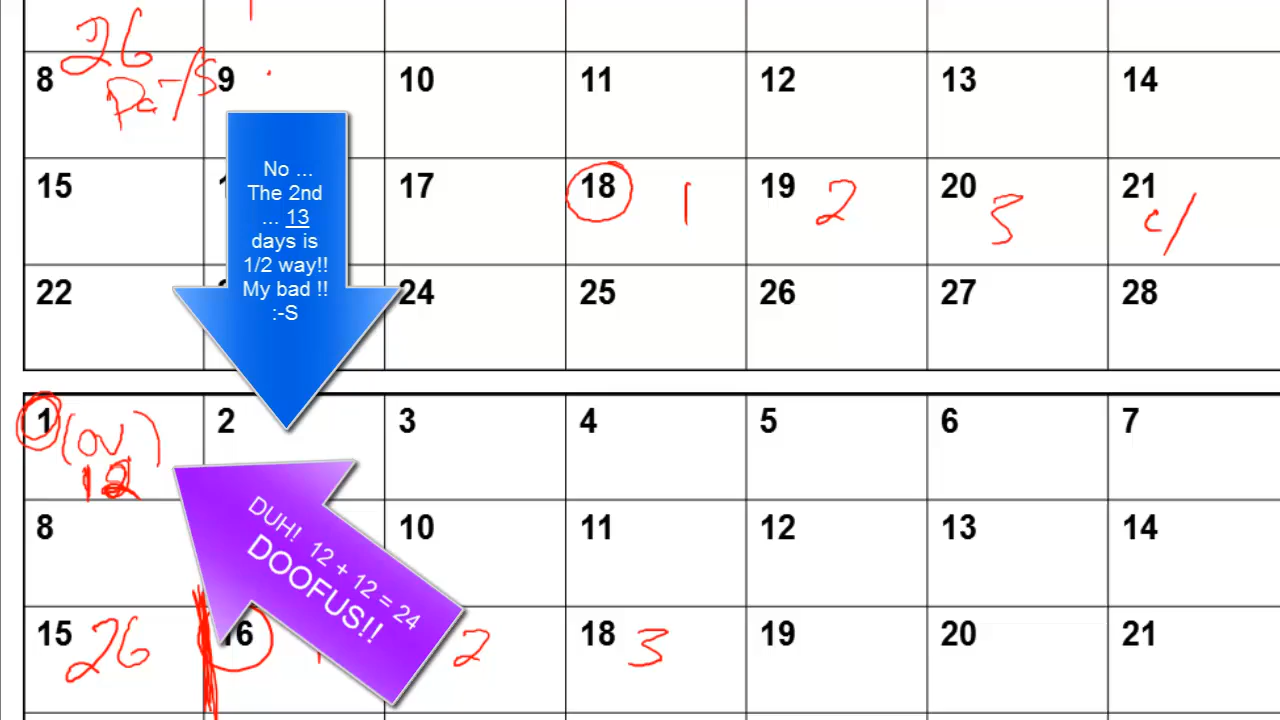 26
8 9 10 11 12 13 14
15 17 18 1 19 2 20 3 21
22 24 25 26 27 28
No ...
The 2nd
... 13
days is
1/2 way!!
My bad !!
:-S
1 (OV) 2 3 4 5 6 7
12
8 10 11 12 13 14
DUH! 12 + 12 = 24
DOOFUS!!
15 26 16 2 18 3 19 20 21